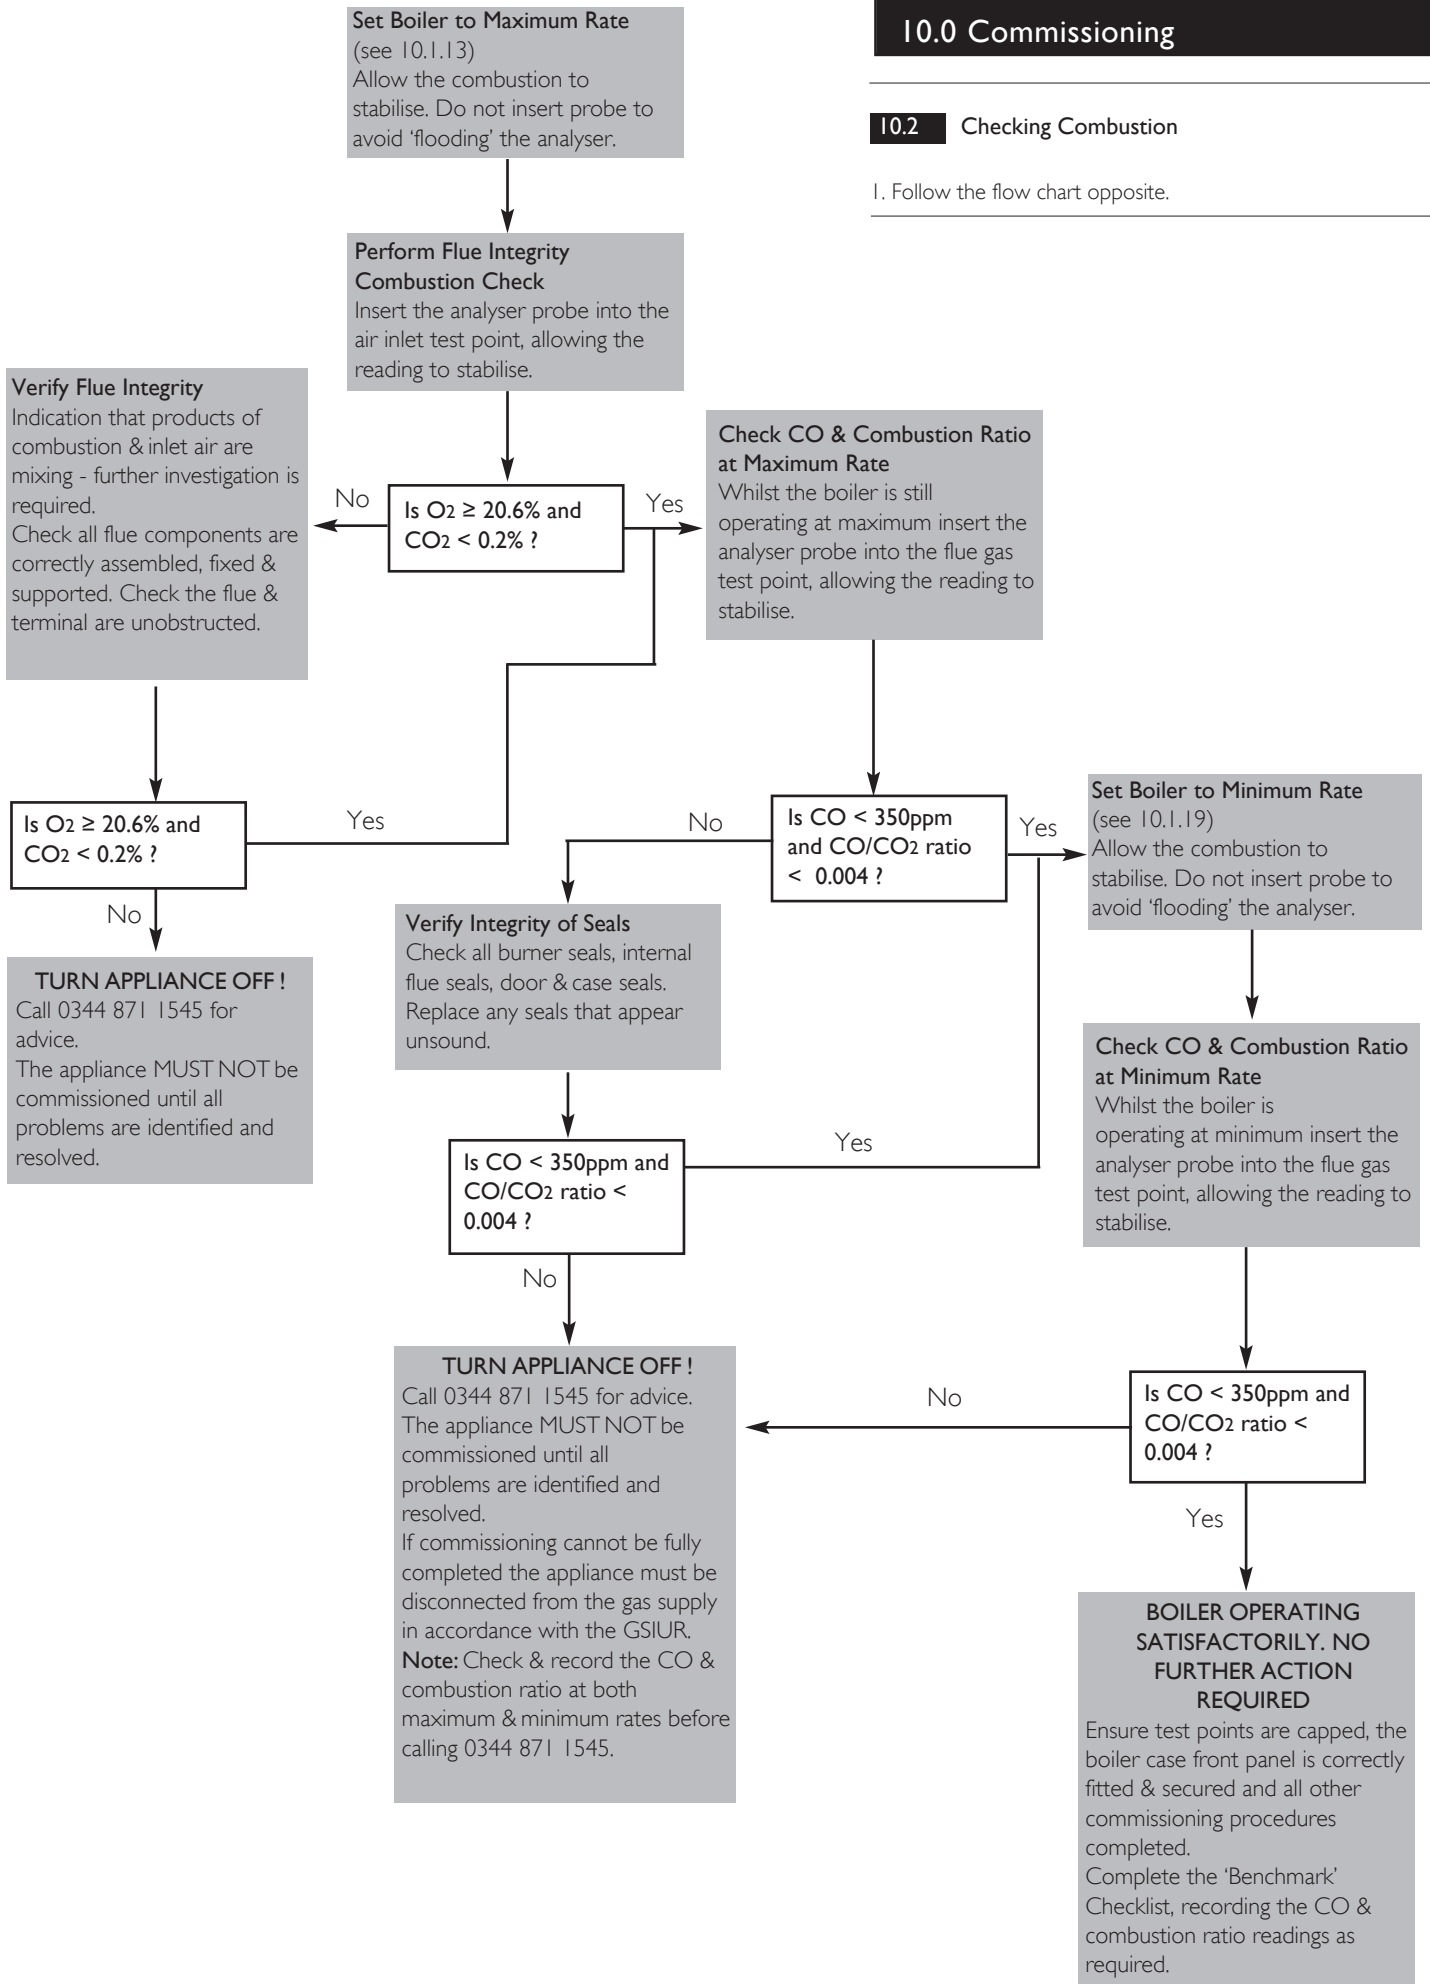 10.0 Commissioning
10.2 Checking Combustion
1. Follow the flow chart opposite.
Set Boiler to Maximum Rate
(see 10.1.13)
Allow the combustion to
stabilise. Do not insert probe to
avoid ‘flooding’ the analyser.
Perform Flue Integrity
Combustion Check
Insert the analyser probe into the
air inlet test point, allowing the
reading to stabilise.
Is O2 ≥ 20.6% and
CO2 < 0.2% ?
No
Yes
Verify Flue Integrity
Indication that products of
combustion & inlet air are
mixing - further investigation is
required.
Check all flue components are
correctly assembled, fixed &
supported. Check the flue &
terminal are unobstructed.
Is O2 ≥ 20.6% and
CO2 < 0.2% ?
Yes
No
TURN APPLIANCE OFF !
Call 0344 871 1545 for
advice.
The appliance MUST NOT be
commissioned until all
problems are identified and
resolved.
Check CO & Combustion Ratio
at Maximum Rate
Whilst the boiler is still
operating at maximum insert the
analyser probe into the flue gas
test point, allowing the reading to
stabilise.
Is CO < 350ppm
and CO/CO2 ratio
< 0.004 ?
No
Yes
Verify Integrity of Seals
Check all burner seals, internal
flue seals, door & case seals.
Replace any seals that appear
unsound.
Is CO < 350ppm and
CO/CO2 ratio <
0.004 ?
Yes
No
TURN APPLIANCE OFF !
Call 0344 871 1545 for advice.
The appliance MUST NOT be
commissioned until all
problems are identified and
resolved.
If commissioning cannot be fully
completed the appliance must be
disconnected from the gas supply
in accordance with the GSIUR.
Note: Check & record the CO &
combustion ratio at both
maximum & minimum rates before
calling 0344 871 1545.
Set Boiler to Minimum Rate
(see 10.1.19)
Allow the combustion to
stabilise. Do not insert probe to
avoid ‘flooding’ the analyser.
Check CO & Combustion Ratio
at Minimum Rate
Whilst the boiler is
operating at minimum insert the
analyser probe into the flue gas
test point, allowing the reading to
stabilise.
Is CO < 350ppm and
CO/CO2 ratio <
0.004 ?
No
Yes
BOILER OPERATING
SATISFACTORILY. NO
FURTHER ACTION
REQUIRED
Ensure test points are capped, the
boiler case front panel is correctly
fitted & secured and all other
commissioning procedures
completed.
Complete the ‘Benchmark’
Checklist, recording the CO &
combustion ratio readings as
required.